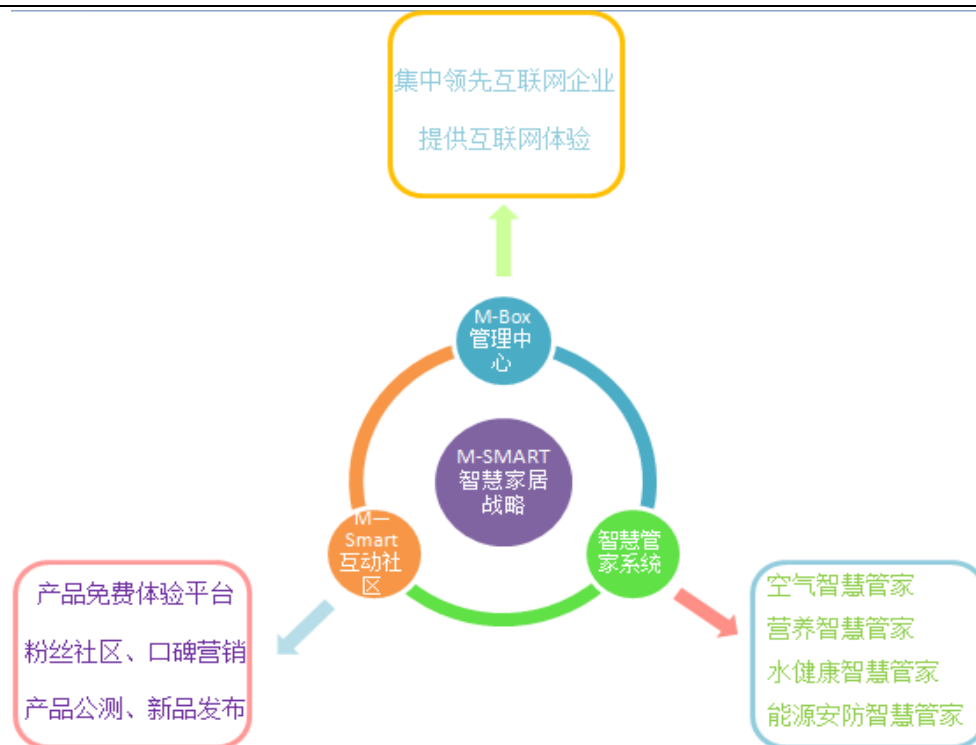 集中领先互联网企业
提供互联网体验
M-Box
管理中
心
M-SMART
智慧家居
战略
M—
Smart
互动社
区
智慧管
家系统
产品免费体验平台
粉丝社区、口碑营销
产品公测、新品发布
空气智慧管家
营养智慧管家
水健康智慧管家
能源安防智慧管家